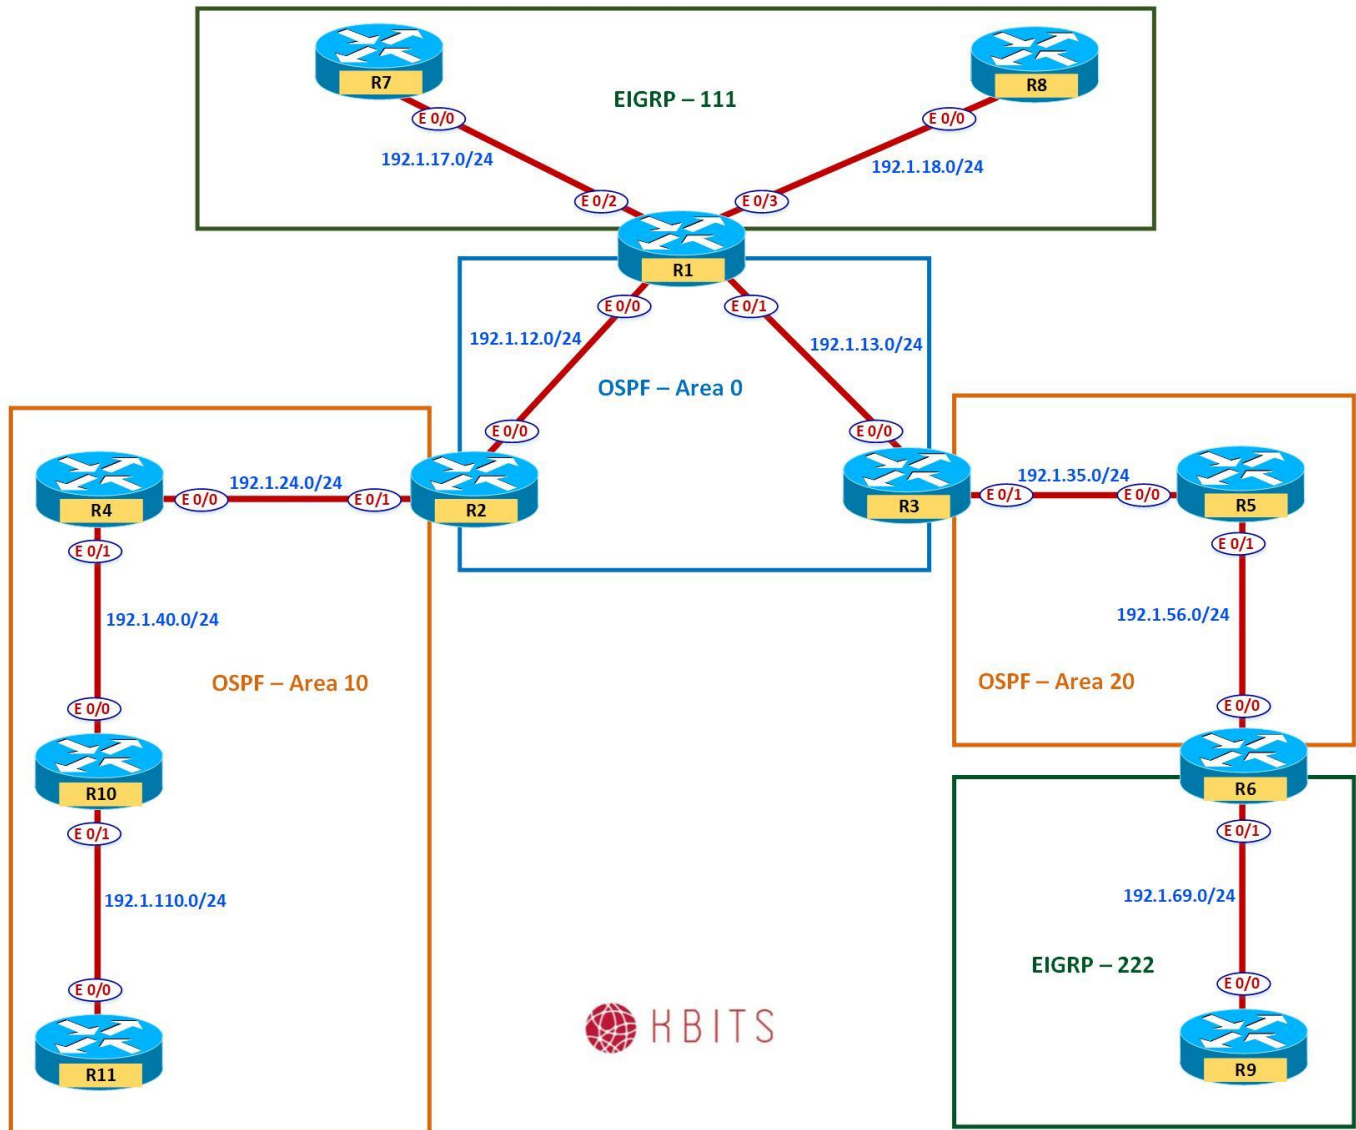 R7
R8
EIGRP – 111
E 0/0
E 0/0
192.1.17.0/24
192.1.18.0/24
E 0/2
E 0/3
R1
E 0/0
E 0/1
192.1.12.0/24
192.1.13.0/24
OSPF – Area 0
E 0/0
E 0/0
192.1.24.0/24
192.1.35.0/24
E 0/0
E 0/1
E 0/1
E 0/0
R4
R2
R3
R5
E 0/1
E 0/1
192.1.40.0/24
192.1.56.0/24
OSPF – Area 10
OSPF – Area 20
E 0/0
E 0/0
R10
R6
E 0/1
E 0/1
192.1.110.0/24
192.1.69.0/24
EIGRP – 222
E 0/0
E 0/0
KBITS
R11
R9